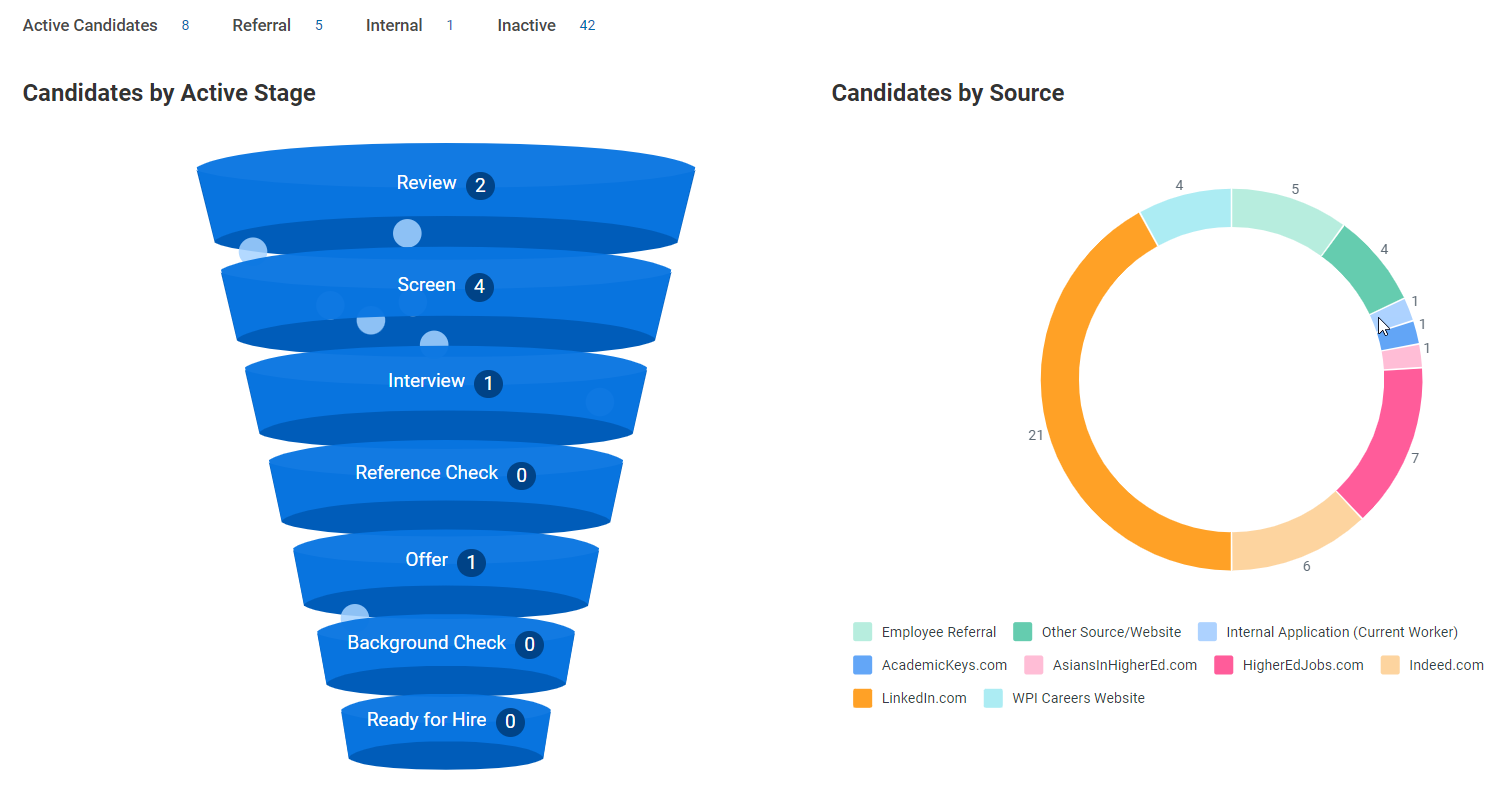 Active Candidates 8 Referral 5 Internal 1 Inactive 42
Candidates by Active Stage
Review 2
Screen 4
Interview 1
Reference Check 0
Offer 1
Background Check 0
Ready for Hire 0
Candidates by Source
4
5
4
1
1
1
7
6
21
Employee Referral Other Source/Website Internal Application (Current Worker)
AcademicKeys.com AsiansInHigherEd.com HigherEdJobs.com Indeed.com
LinkedIn.com WPI Careers Website